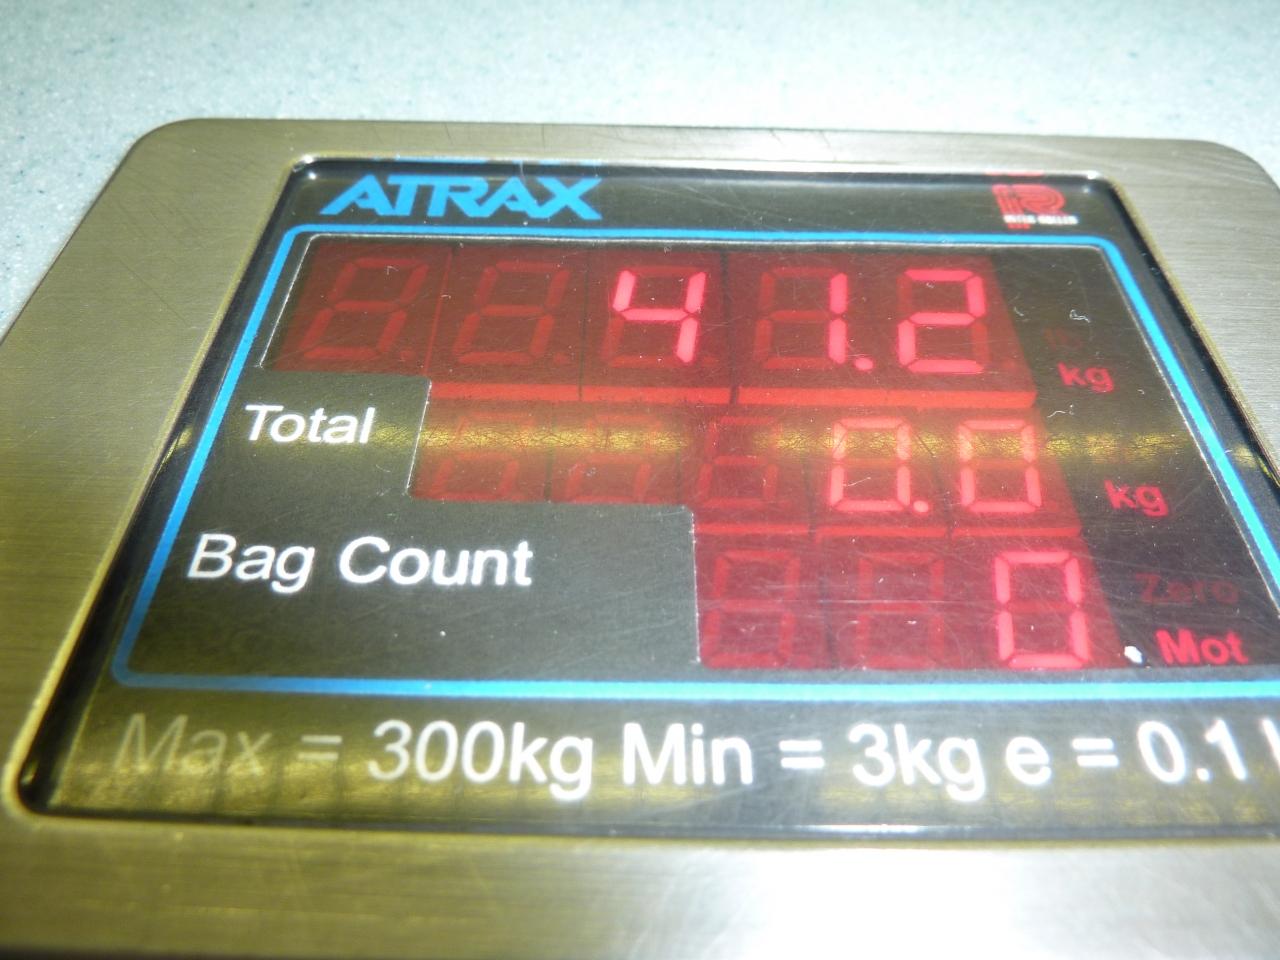 ATRAX
41.2
kg
Total
0.0
kg
Bag Count
0
Zero
Mot
Max = 300kg Min = 3kg e = 0.1